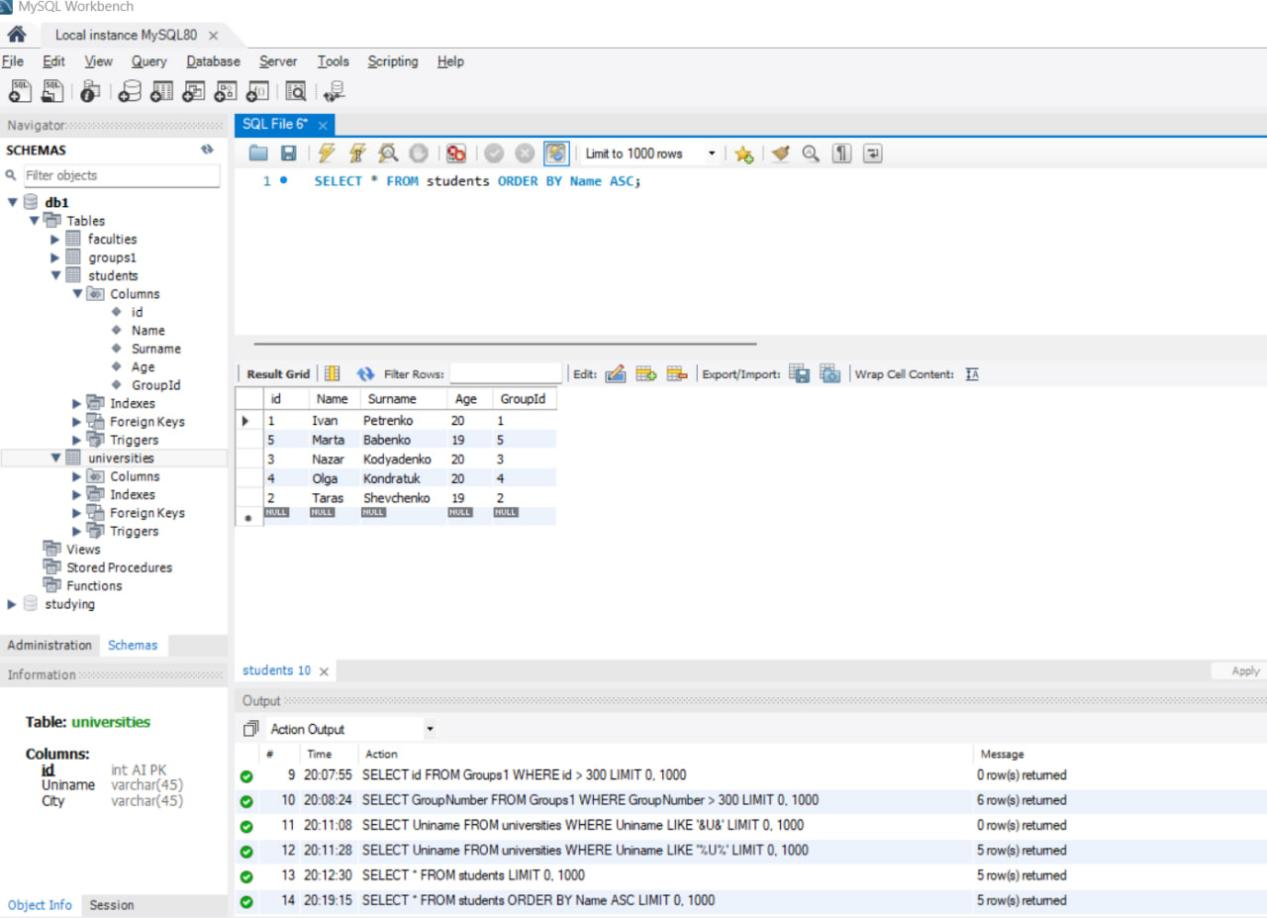 MySQL Workbench
Local instance MySQL80
File Edit View Query Database Server Tools Scripting Help
Navigator
SQL File 6*
SCHEMAS
Limit to 1000 rows
Filter objects
1 SELECT * FROM students ORDER BY Name ASC;
db1
Tables
faculties
groups1
students
Columns
id
Name
Surname
Age
GroupId
Indexes
Foreign Keys
Triggers
universities
Columns
Indexes
Foreign Keys
Triggers
Views
Stored Procedures
Functions
studying
Administration Schemas
Information
Table: universities
Columns:
id int AI PK
Uniname varchar(45)
City varchar(45)
Object Info Session
Result Grid Filter Rows: Edit: Export/Import: Wrap Cell Content:
id Name Surname Age GroupId
1 Ivan Petrenko 20 1
5 Marta Babenko 19 5
3 Nazar Kodyadenko 20 3
4 Olga Kondratuk 20 4
2 Taras Shevchenko 19 2
NULL NULL NULL NULL NULL
students 10 Apply
Output
Action Output
# Time Action Message
9 20:07:55 SELECT id FROM Groups1 WHERE id > 300 LIMIT 0, 1000 0 row(s) returned
10 20:08:24 SELECT GroupNumber FROM Groups1 WHERE GroupNumber > 300 LIMIT 0, 1000 6 row(s) returned
11 20:11:08 SELECT Uniname FROM universities WHERE Uniname LIKE '&U&' LIMIT 0, 1000 0 row(s) returned
12 20:11:28 SELECT Uniname FROM universities WHERE Uniname LIKE '%U%' LIMIT 0, 1000 5 row(s) returned
13 20:12:30 SELECT * FROM students LIMIT 0, 1000 5 row(s) returned
14 20:19:15 SELECT * FROM students ORDER BY Name ASC LIMIT 0, 1000 5 row(s) returned